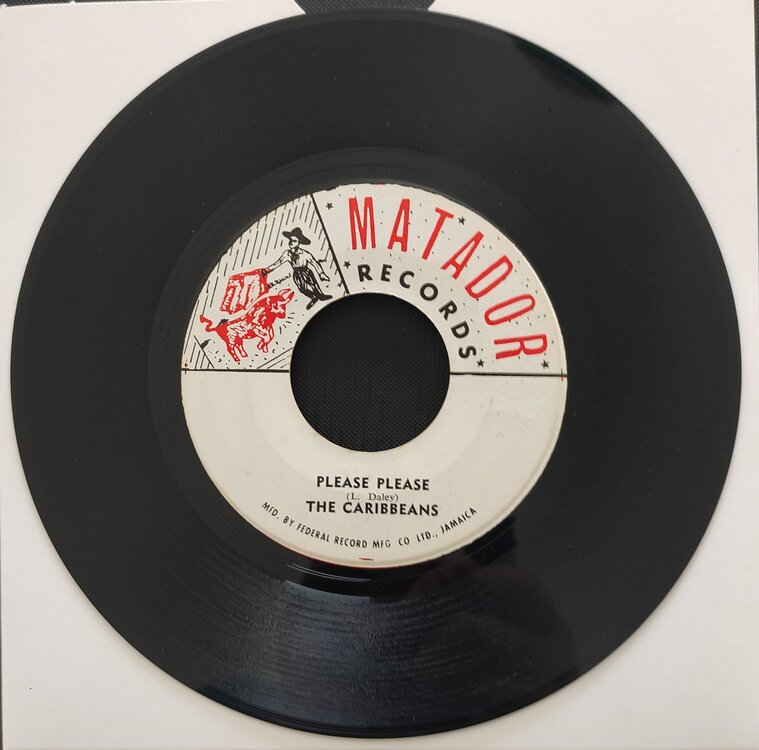 MATADOR
RECORDS
PLEASE PLEASE
(L. Daley)
THE CARIBBEANS
MFD. BY FEDERAL RECORD MFG CO LTD., JAMAICA